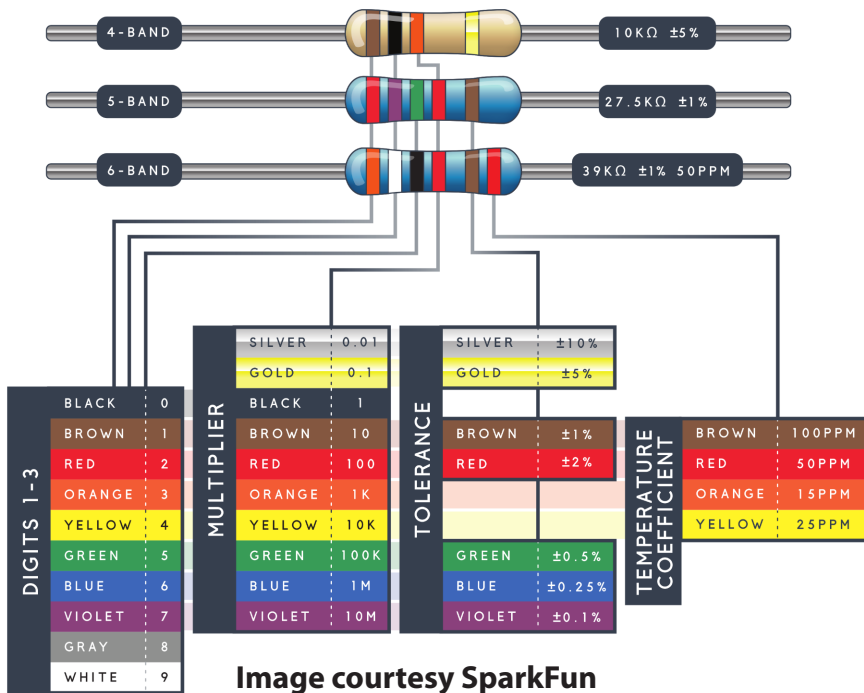 4-BAND 10KΩ ±5%
5-BAND 27.5KΩ ±1%
6-BAND 39KΩ ±1% 50PPM
DIGITS 1-3
BLACK 0
BROWN 1
RED 2
ORANGE 3
YELLOW 4
GREEN 5
BLUE 6
VIOLET 7
GRAY 8
WHITE 9
MULTIPLIER
SILVER 0.01
GOLD 0.1
BLACK 1
BROWN 10
RED 100
ORANGE 1K
YELLOW 10K
GREEN 100K
BLUE 1M
VIOLET 10M
TOLERANCE
SILVER ±10%
GOLD ±5%
BROWN ±1%
RED ±2%
GREEN ±0.5%
BLUE ±0.25%
VIOLET ±0.1%
TEMPERATURE
COEFFICIENT
BROWN 100PPM
RED 50PPM
ORANGE 15PPM
YELLOW 25PPM
Image courtesy SparkFun